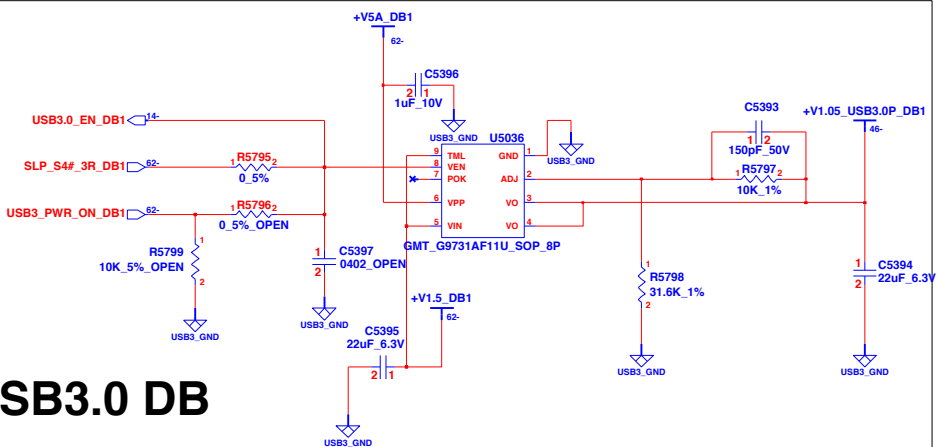 +V5A_DB1
62-
C5396
2 1
1uF_10V
USB3_GND
USB3.0_EN_DB1 14-
SLP_S4#_3R_DB1 62-
1 R5795 2
0_5%
USB3_PWR_ON_DB1 62-
1 R5796 2
0_5%_OPEN
R5799
10K_5%_OPEN
1
2
USB3_GND
1 C5397
2 0402_OPEN
USB3_GND
U5036
9 TML GND 1
8 VEN
7 POK ADJ 2
6 VPP VO 3
5 VIN VO 4
GMT_G9731AF11U_SOP_8P
USB3_GND
C5393
1 2
150pF_50V
1 R5797 2
10K_1%
+V1.05_USB3.0P_DB1
46-
1
R5798
31.6K_1%
2
USB3_GND
1 C5394
2 22uF_6.3V
USB3_GND
+V1.5_DB1
62-
C5395
22uF_6.3V
2 1
USB3_GND
SB3.0 DB